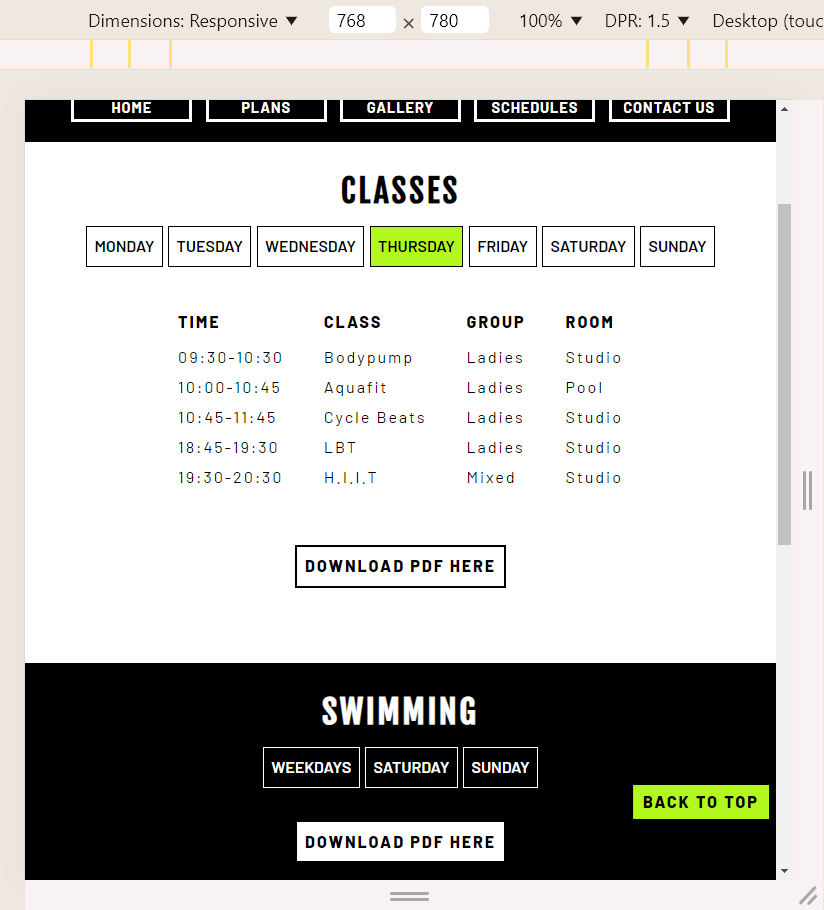 Dimensions: Responsive ▼ 768 × 780 100% ▼ DPR: 1.5 ▼ Desktop (touc
HOME PLANS GALLERY SCHEDULES CONTACT US
CLASSES
MONDAY TUESDAY WEDNESDAY THURSDAY FRIDAY SATURDAY SUNDAY
TIME CLASS GROUP ROOM
09:30-10:30 Bodypump Ladies Studio
10:00-10:45 Aquafit Ladies Pool
10:45-11:45 Cycle Beats Ladies Studio
18:45-19:30 LBT Ladies Studio
19:30-20:30 H.I.I.T Mixed Studio
DOWNLOAD PDF HERE
SWIMMING
WEEKDAYS SATURDAY SUNDAY
BACK TO TOP
DOWNLOAD PDF HERE